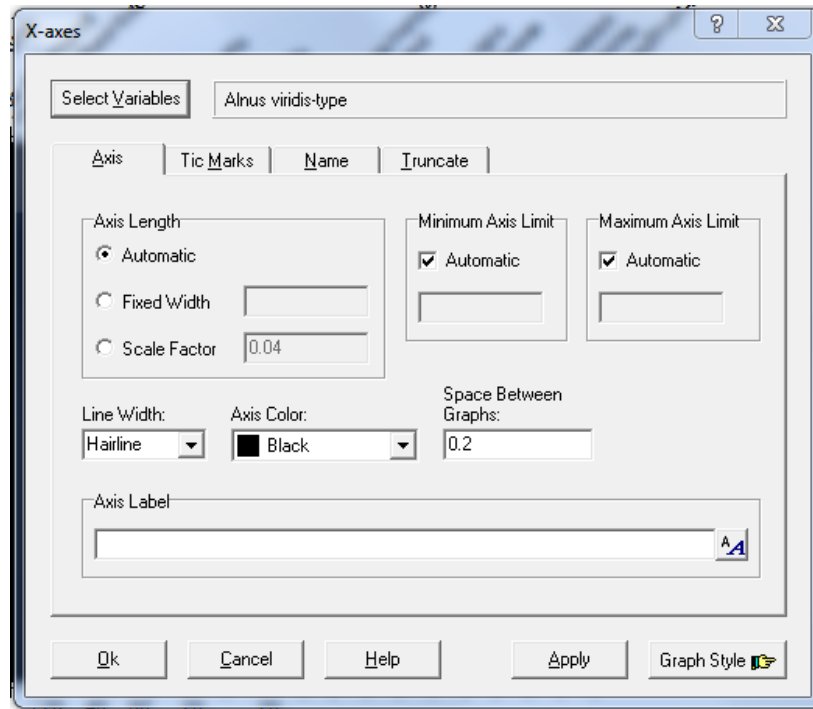 X-axes
Select Variables Alnus viridis-type
Axis Tic Marks Name Truncate
Axis Length Minimum Axis Limit Maximum Axis Limit
Automatic Automatic Automatic
Fixed Width
Scale Factor 0.04
Space Between
Line Width: Axis Color: Graphs:
Hairline Black 0.2
Axis Label
AA
Ok Cancel Help Apply Graph Style